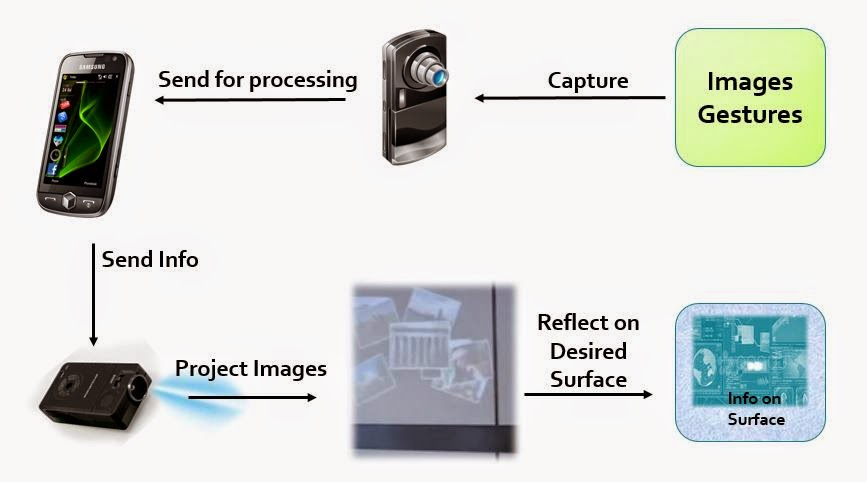 Images
Gestures
Capture
Send for processing
SAMSUNG
Send Info
Project Images
Reflect on
Desired
Surface
Info on
Surface